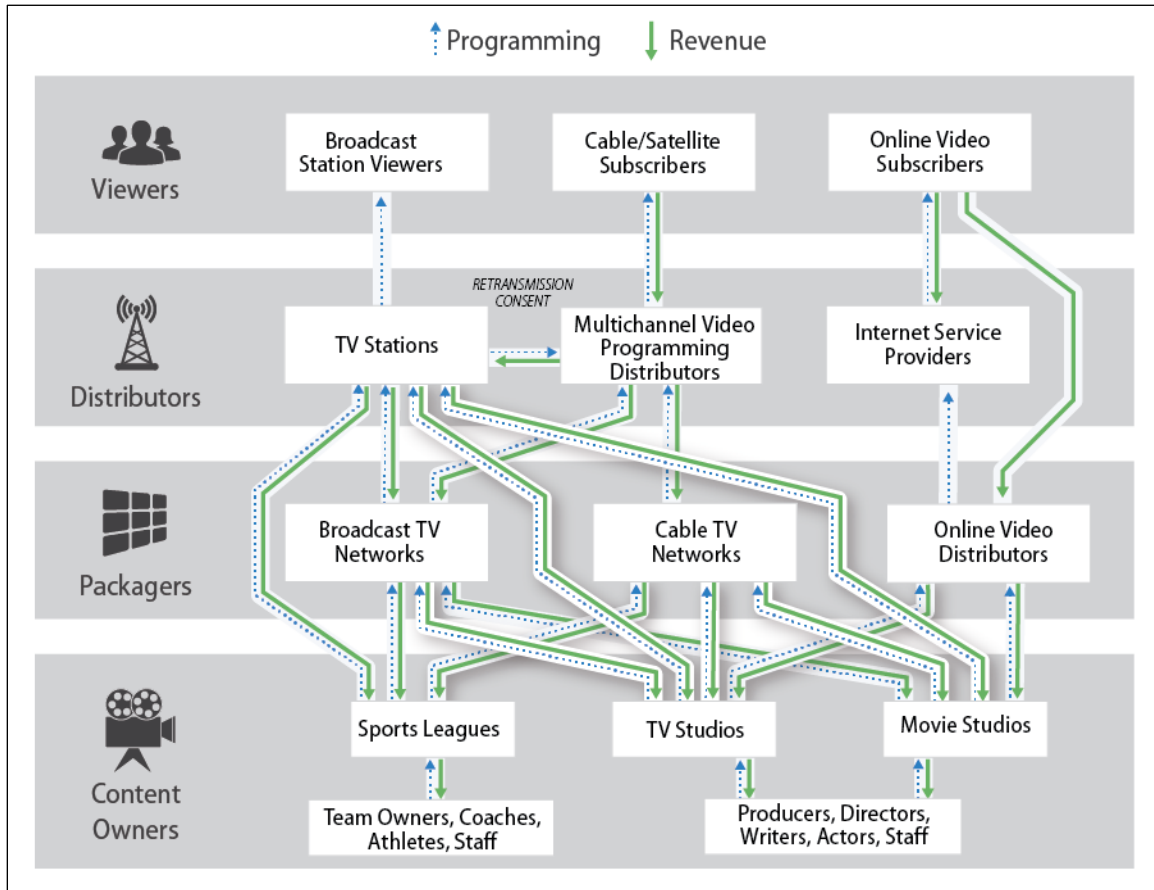 Programming Revenue
Viewers
Broadcast
Station Viewers
Cable/Satellite
Subscribers
Online Video
Subscribers
Distributors
RETRANSMISSION
CONSENT
TV Stations
Multichannel Video
Programming
Distributors
Internet Service
Providers
Packagers
Broadcast TV
Networks
Cable TV
Networks
Online Video
Distributors
Content
Owners
Sports Leagues
TV Studios
Movie Studios
Team Owners, Coaches,
Athletes, Staff
Producers, Directors,
Writers, Actors, Staff